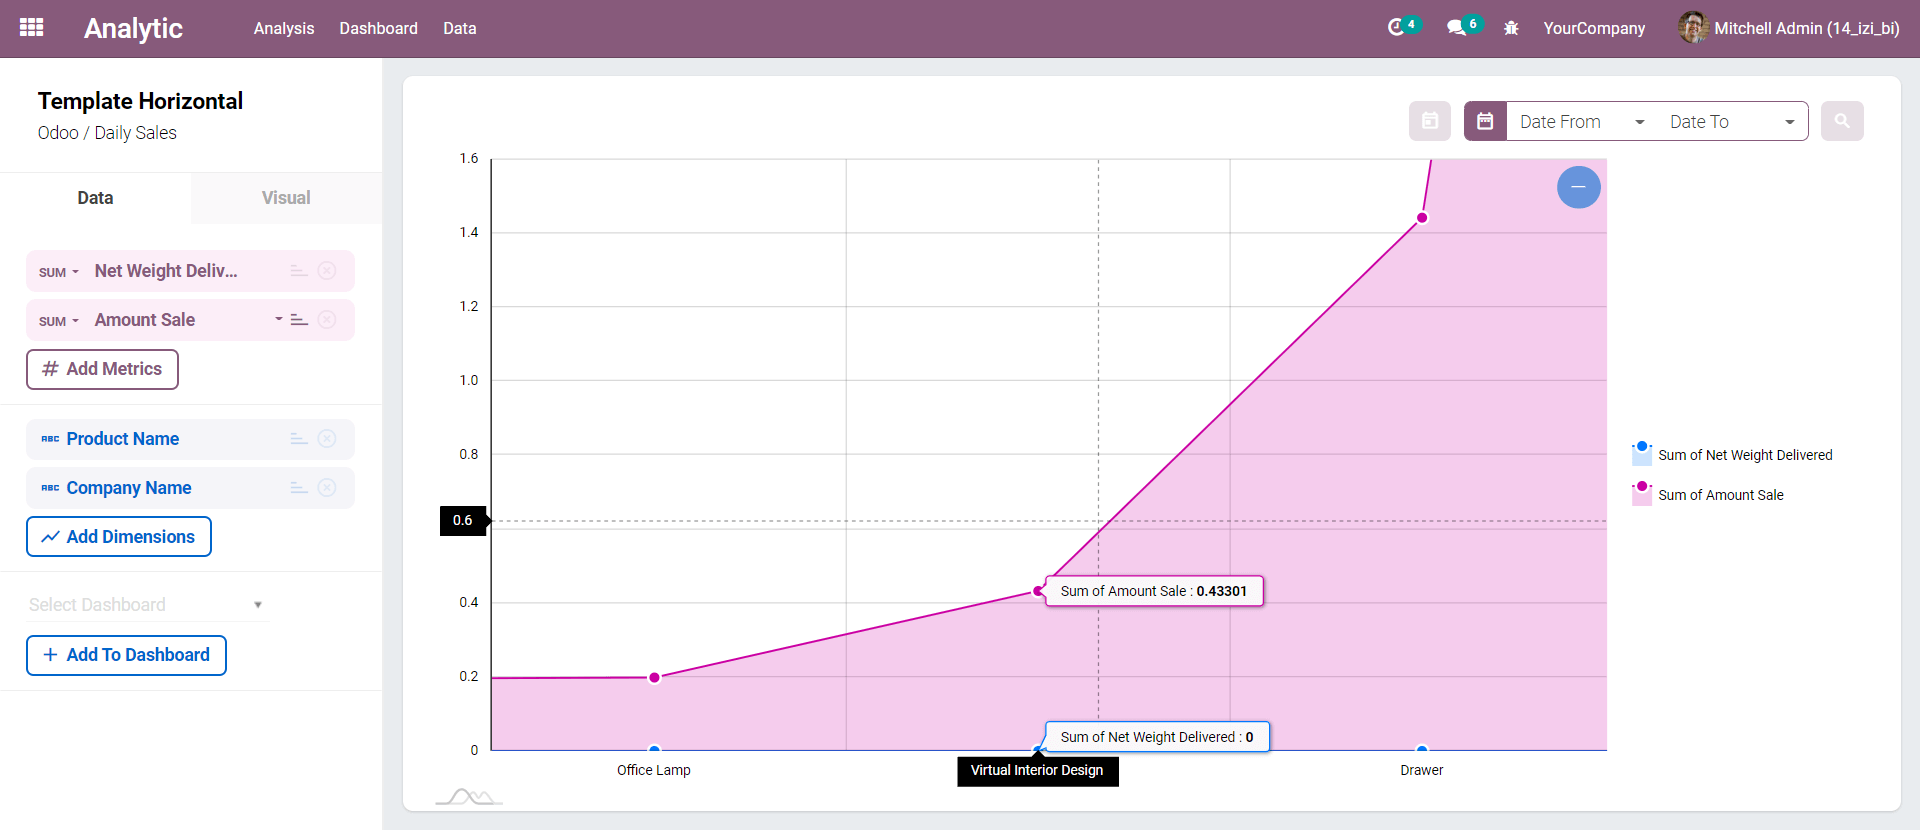 Analytic
Analysis
Dashboard
Data
4
6
YourCompany
Mitchell Admin (14_izi_bi)
Template Horizontal
Odoo / Daily Sales
Data
Visual
SUM Net Weight Deliv...
SUM Amount Sale
# Add Metrics
ABC Product Name
ABC Company Name
Add Dimensions
Select Dashboard
+ Add To Dashboard
Date From
Date To
1.6
1.4
1.2
1.0
0.8
0.6
0.4
0.2
0
Sum of Amount Sale : 0.43301
Sum of Net Weight Delivered : 0
Office Lamp
Virtual Interior Design
Drawer
Sum of Net Weight Delivered
Sum of Amount Sale